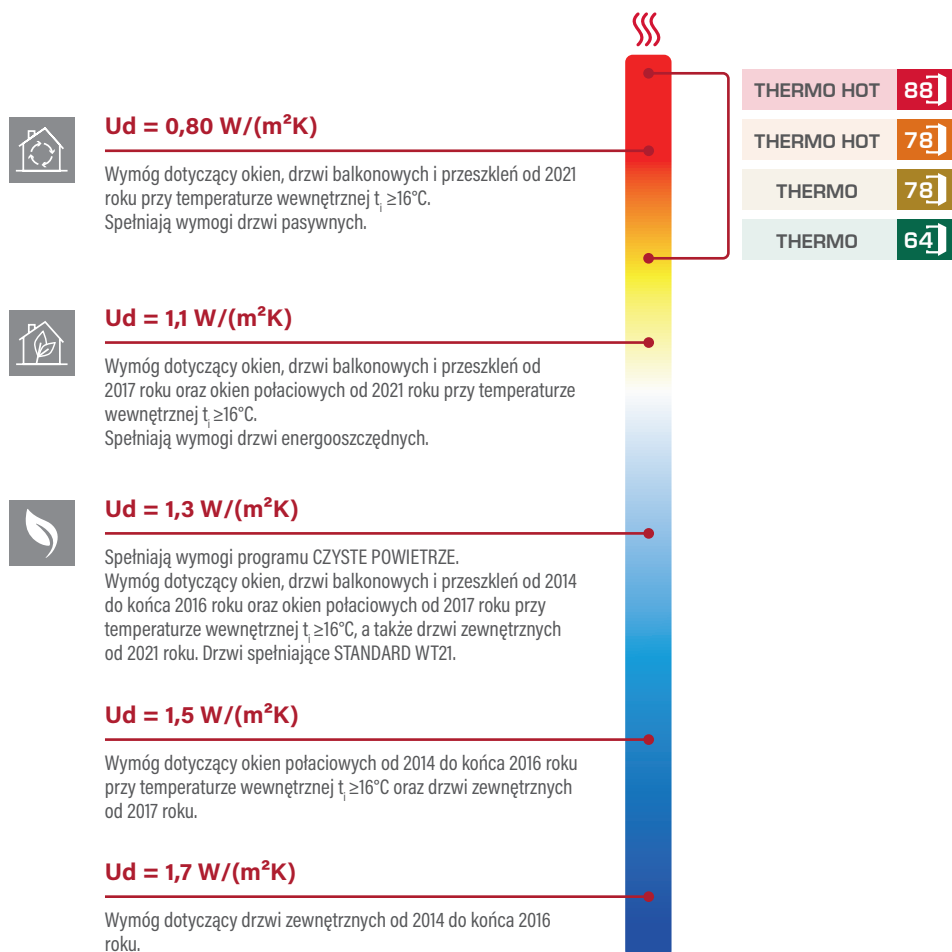 THERMO HOT 88
Ud = 0,80 W/(m²K)
THERMO HOT 78
Wymóg dotyczący okien, drzwi balkonowych i przeszkleń od 2021
roku przy temperaturze wewnętrznej tᵢ ≥16°C.
Spełniają wymogi drzwi pasywnych.
THERMO 78
THERMO 64
Ud = 1,1 W/(m²K)
Wymóg dotyczący okien, drzwi balkonowych i przeszkleń od
2017 roku oraz okien połaciowych od 2021 roku przy temperaturze
wewnętrznej tᵢ ≥16°C.
Spełniają wymogi drzwi energooszczędnych.
Ud = 1,3 W/(m²K)
Spełniają wymogi programu CZYSTE POWIETRZE.
Wymóg dotyczący okien, drzwi balkonowych i przeszkleń od 2014
do końca 2016 roku oraz okien połaciowych od 2017 roku przy
temperaturze wewnętrznej tᵢ ≥16°C, a także drzwi zewnętrznych
od 2021 roku. Drzwi spełniające STANDARD WT21.
Ud = 1,5 W/(m²K)
Wymóg dotyczący okien połaciowych od 2014 do końca 2016 roku
przy temperaturze wewnętrznej tᵢ ≥16°C oraz drzwi zewnętrznych
od 2017 roku.
Ud = 1,7 W/(m²K)
Wymóg dotyczący drzwi zewnętrznych od 2014 do końca 2016
roku.